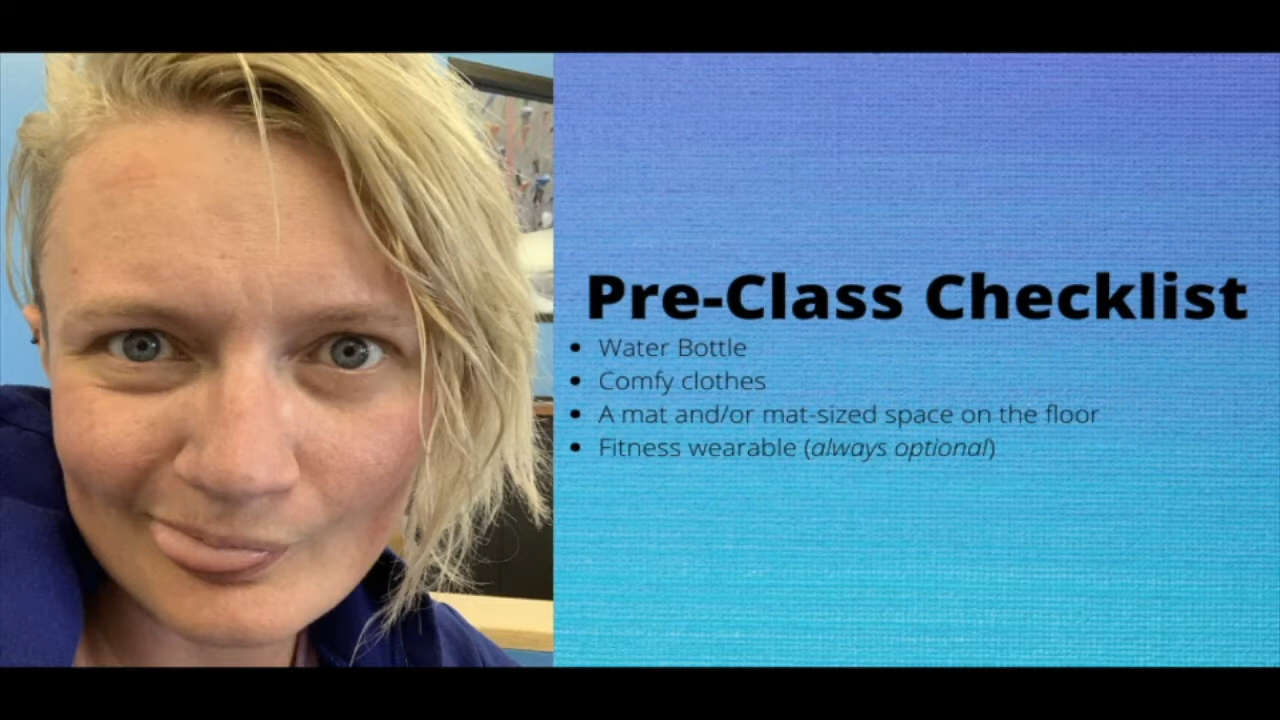 Pre-Class Checklist
• Water Bottle
• Comfy clothes
• A mat and/or mat-sized space on the floor
• Fitness wearable (always optional)